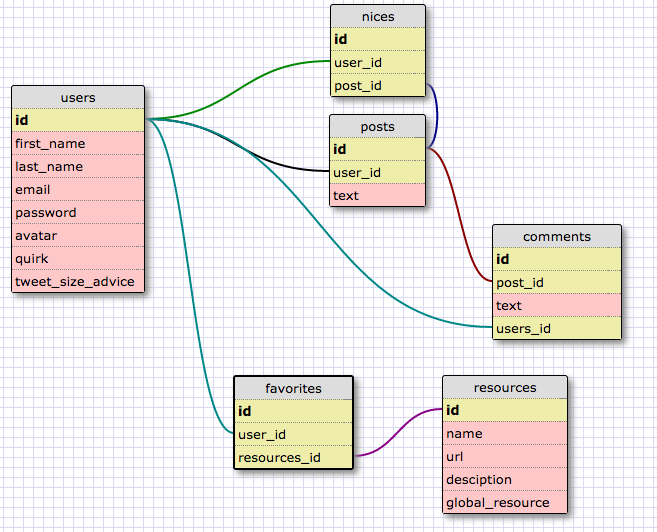 nices
id
user_id
post_id
users
id
first_name
last_name
email
password
avatar
quirk
tweet_size_advice
posts
id
user_id
text
comments
id
post_id
text
users_id
favorites
id
user_id
resources_id
resources
id
name
url
desciption
global_resource